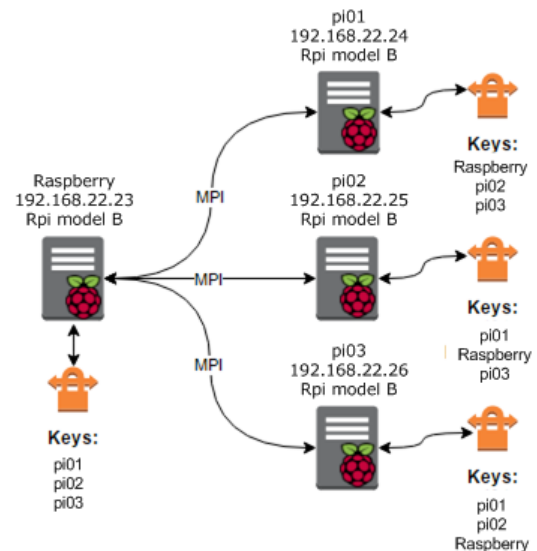 pi01
192.168.22.24
Rpi model B
Keys:
Raspberry
pi02
pi03
Raspberry
192.168.22.23
Rpi model B
MPI
pi02
192.168.22.25
Rpi model B
MPI
Keys:
pi01
Raspberry
pi03
MPI
pi03
192.168.22.26
Rpi model B
Keys:
pi01
pi02
pi03
Keys:
pi01
pi02
Raspberry